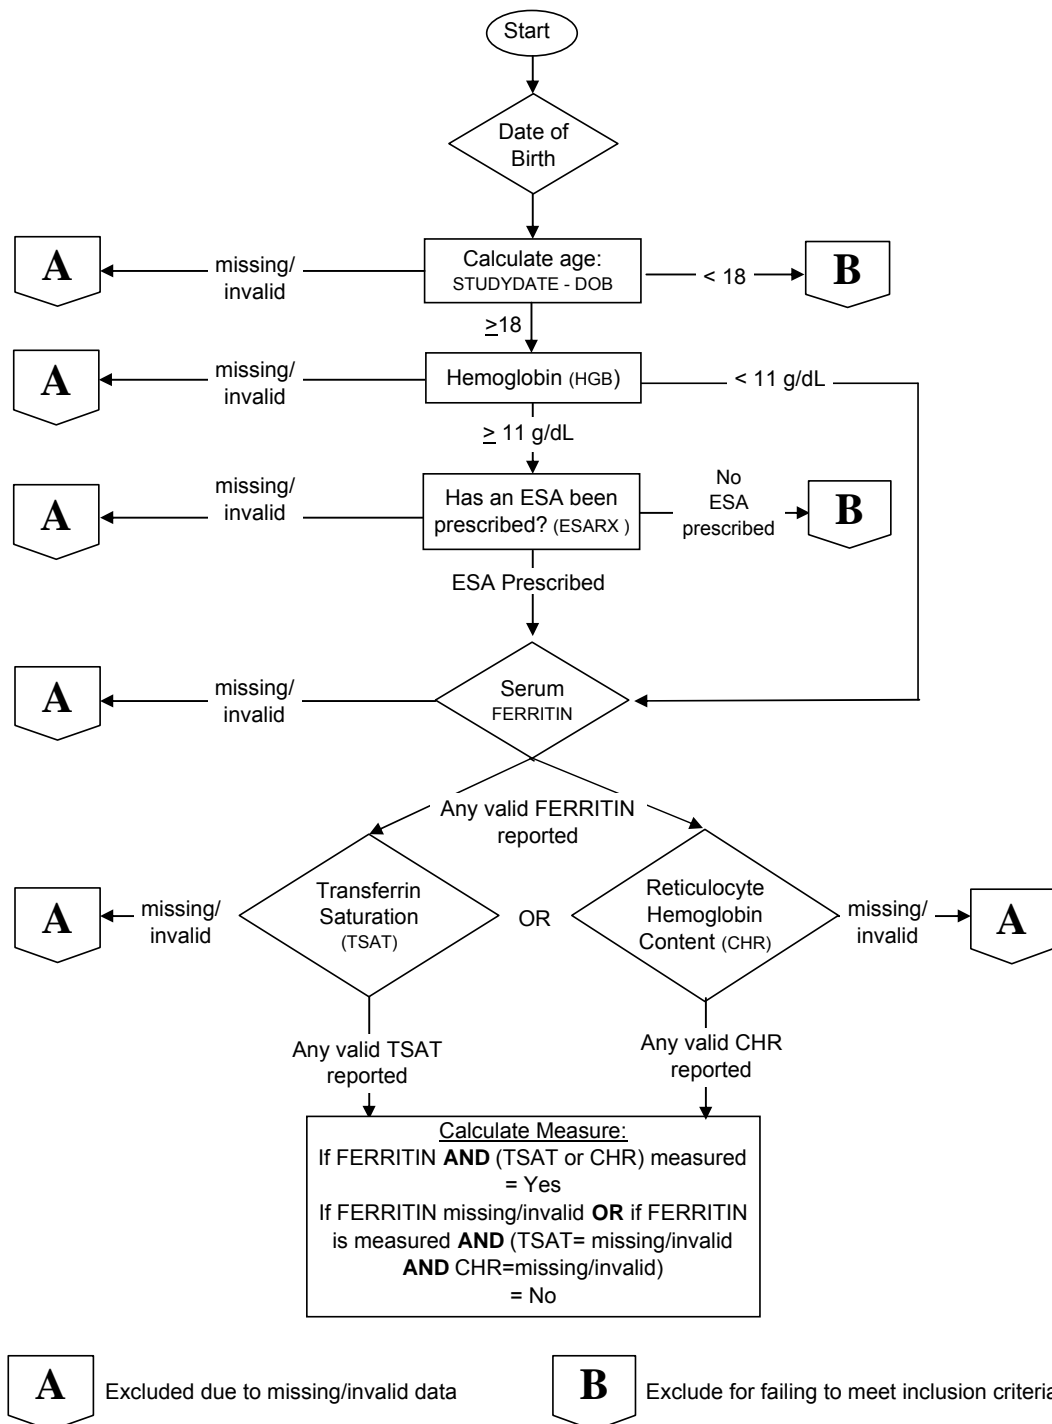 Start
Date of
Birth
A
missing/
invalid
Calculate age:
STUDYDATE - DOB
< 18
B
≥18
A
missing/
invalid
Hemoglobin (HGB)
< 11 g/dL
≥ 11 g/dL
A
missing/
invalid
Has an ESA been
prescribed? (ESARX )
No
ESA
prescribed
B
ESA Prescribed
A
missing/
invalid
Serum
FERRITIN
Any valid FERRITIN
reported
A
missing/
invalid
Transferrin
Saturation
(TSAT)
OR
Reticulocyte
Hemoglobin
Content (CHR)
missing/
invalid
A
Any valid TSAT
reported
Any valid CHR
reported
Calculate Measure:
If FERRITIN AND (TSAT or CHR) measured
= Yes
If FERRITIN missing/invalid OR if FERRITIN
is measured AND (TSAT= missing/invalid
AND CHR=missing/invalid)
= No
A Excluded due to missing/invalid data
B Exclude for failing to meet inclusion criteria